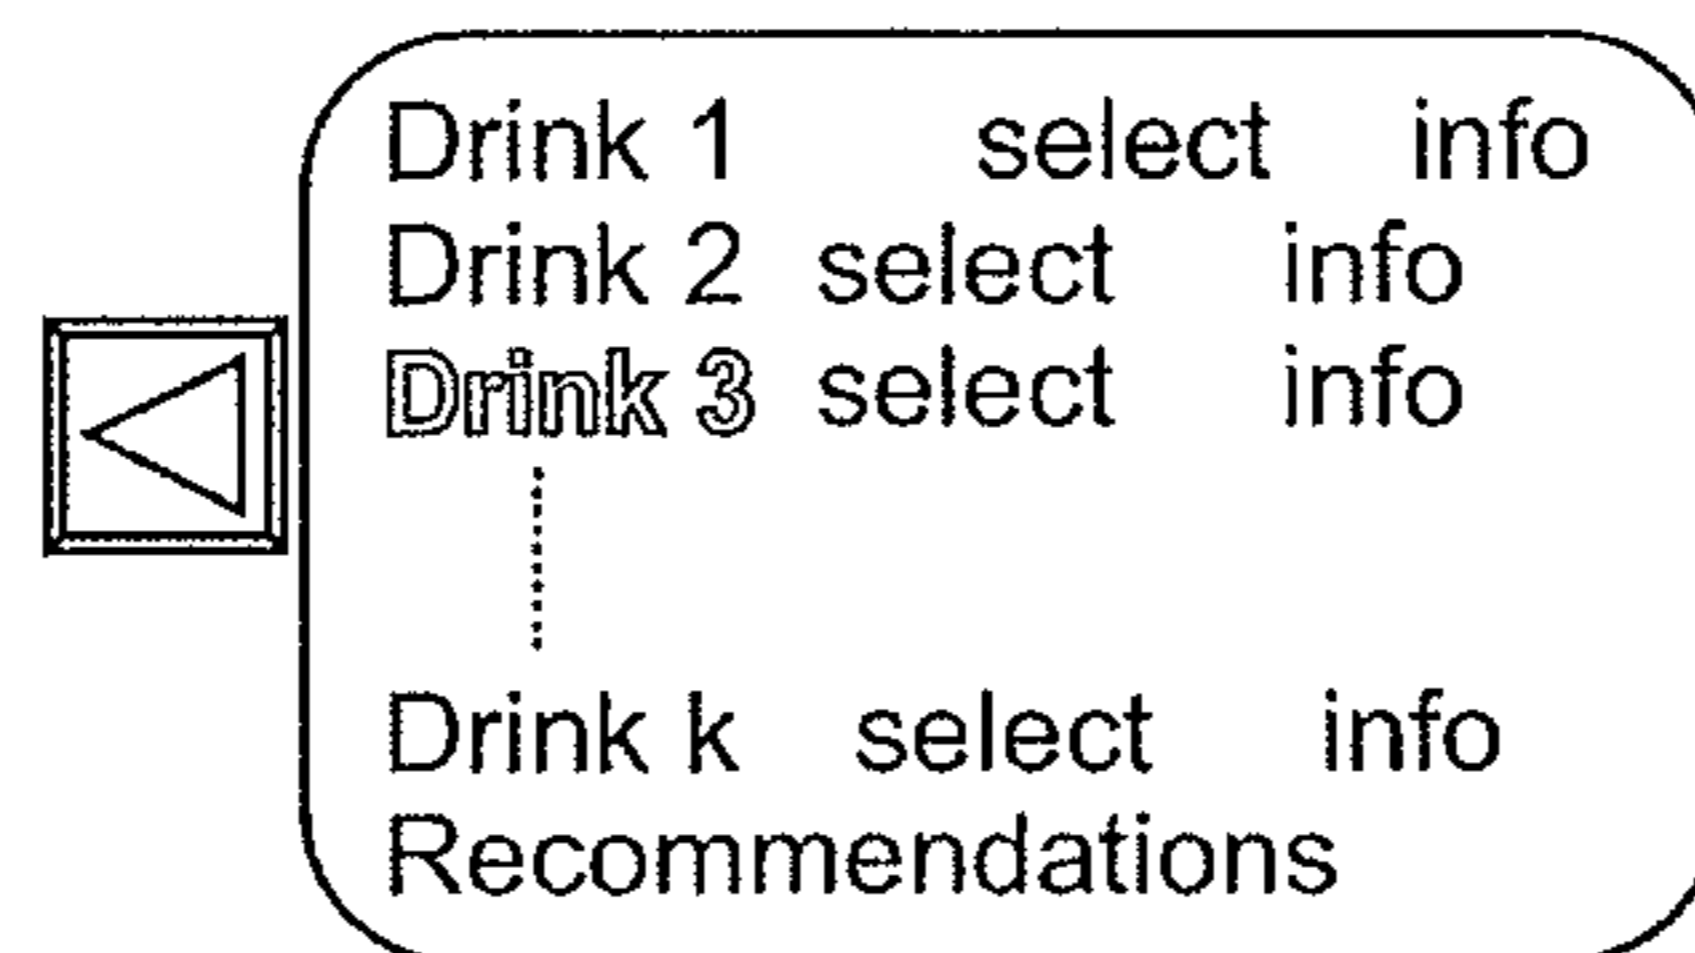 Drink 1 select info
Drink 2 select info
Drink 3 select info
Drink k select info
Recommendations